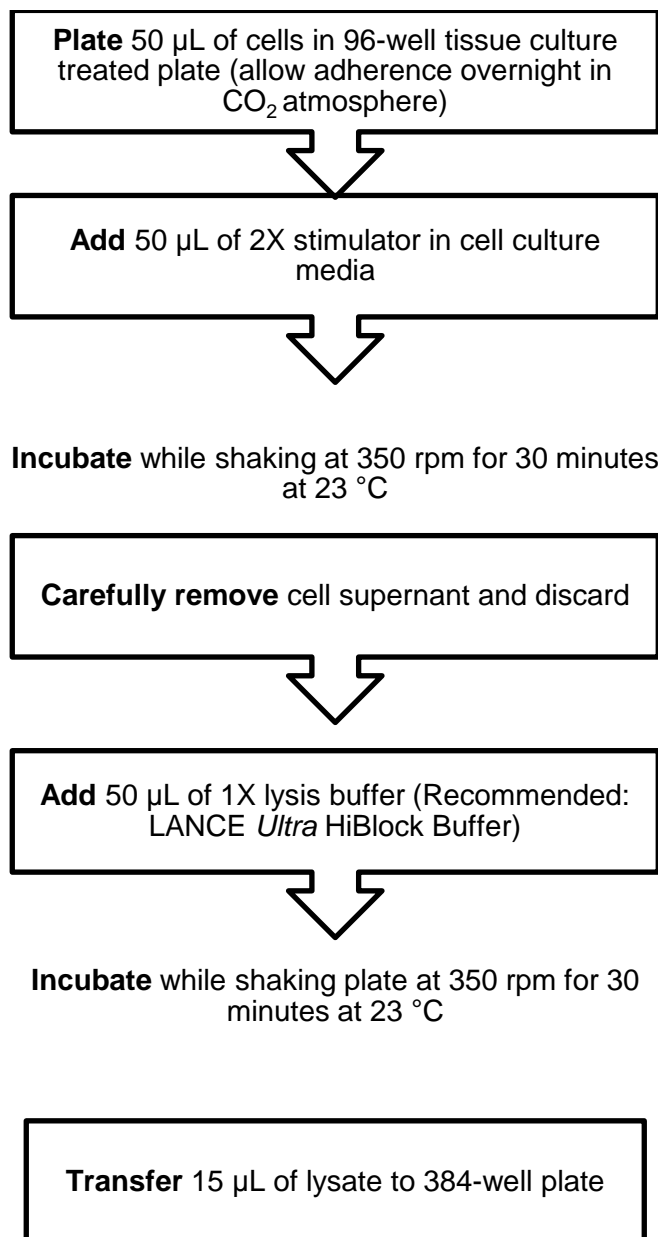 Plate 50 µL of cells in 96-well tissue culture
treated plate (allow adherence overnight in
CO₂ atmosphere)
Add 50 µL of 2X stimulator in cell culture
media
Incubate while shaking at 350 rpm for 30 minutes
at 23 °C
Carefully remove cell supernant and discard
Add 50 µL of 1X lysis buffer (Recommended:
LANCE Ultra HiBlock Buffer)
Incubate while shaking plate at 350 rpm for 30
minutes at 23 °C
Transfer 15 µL of lysate to 384-well plate